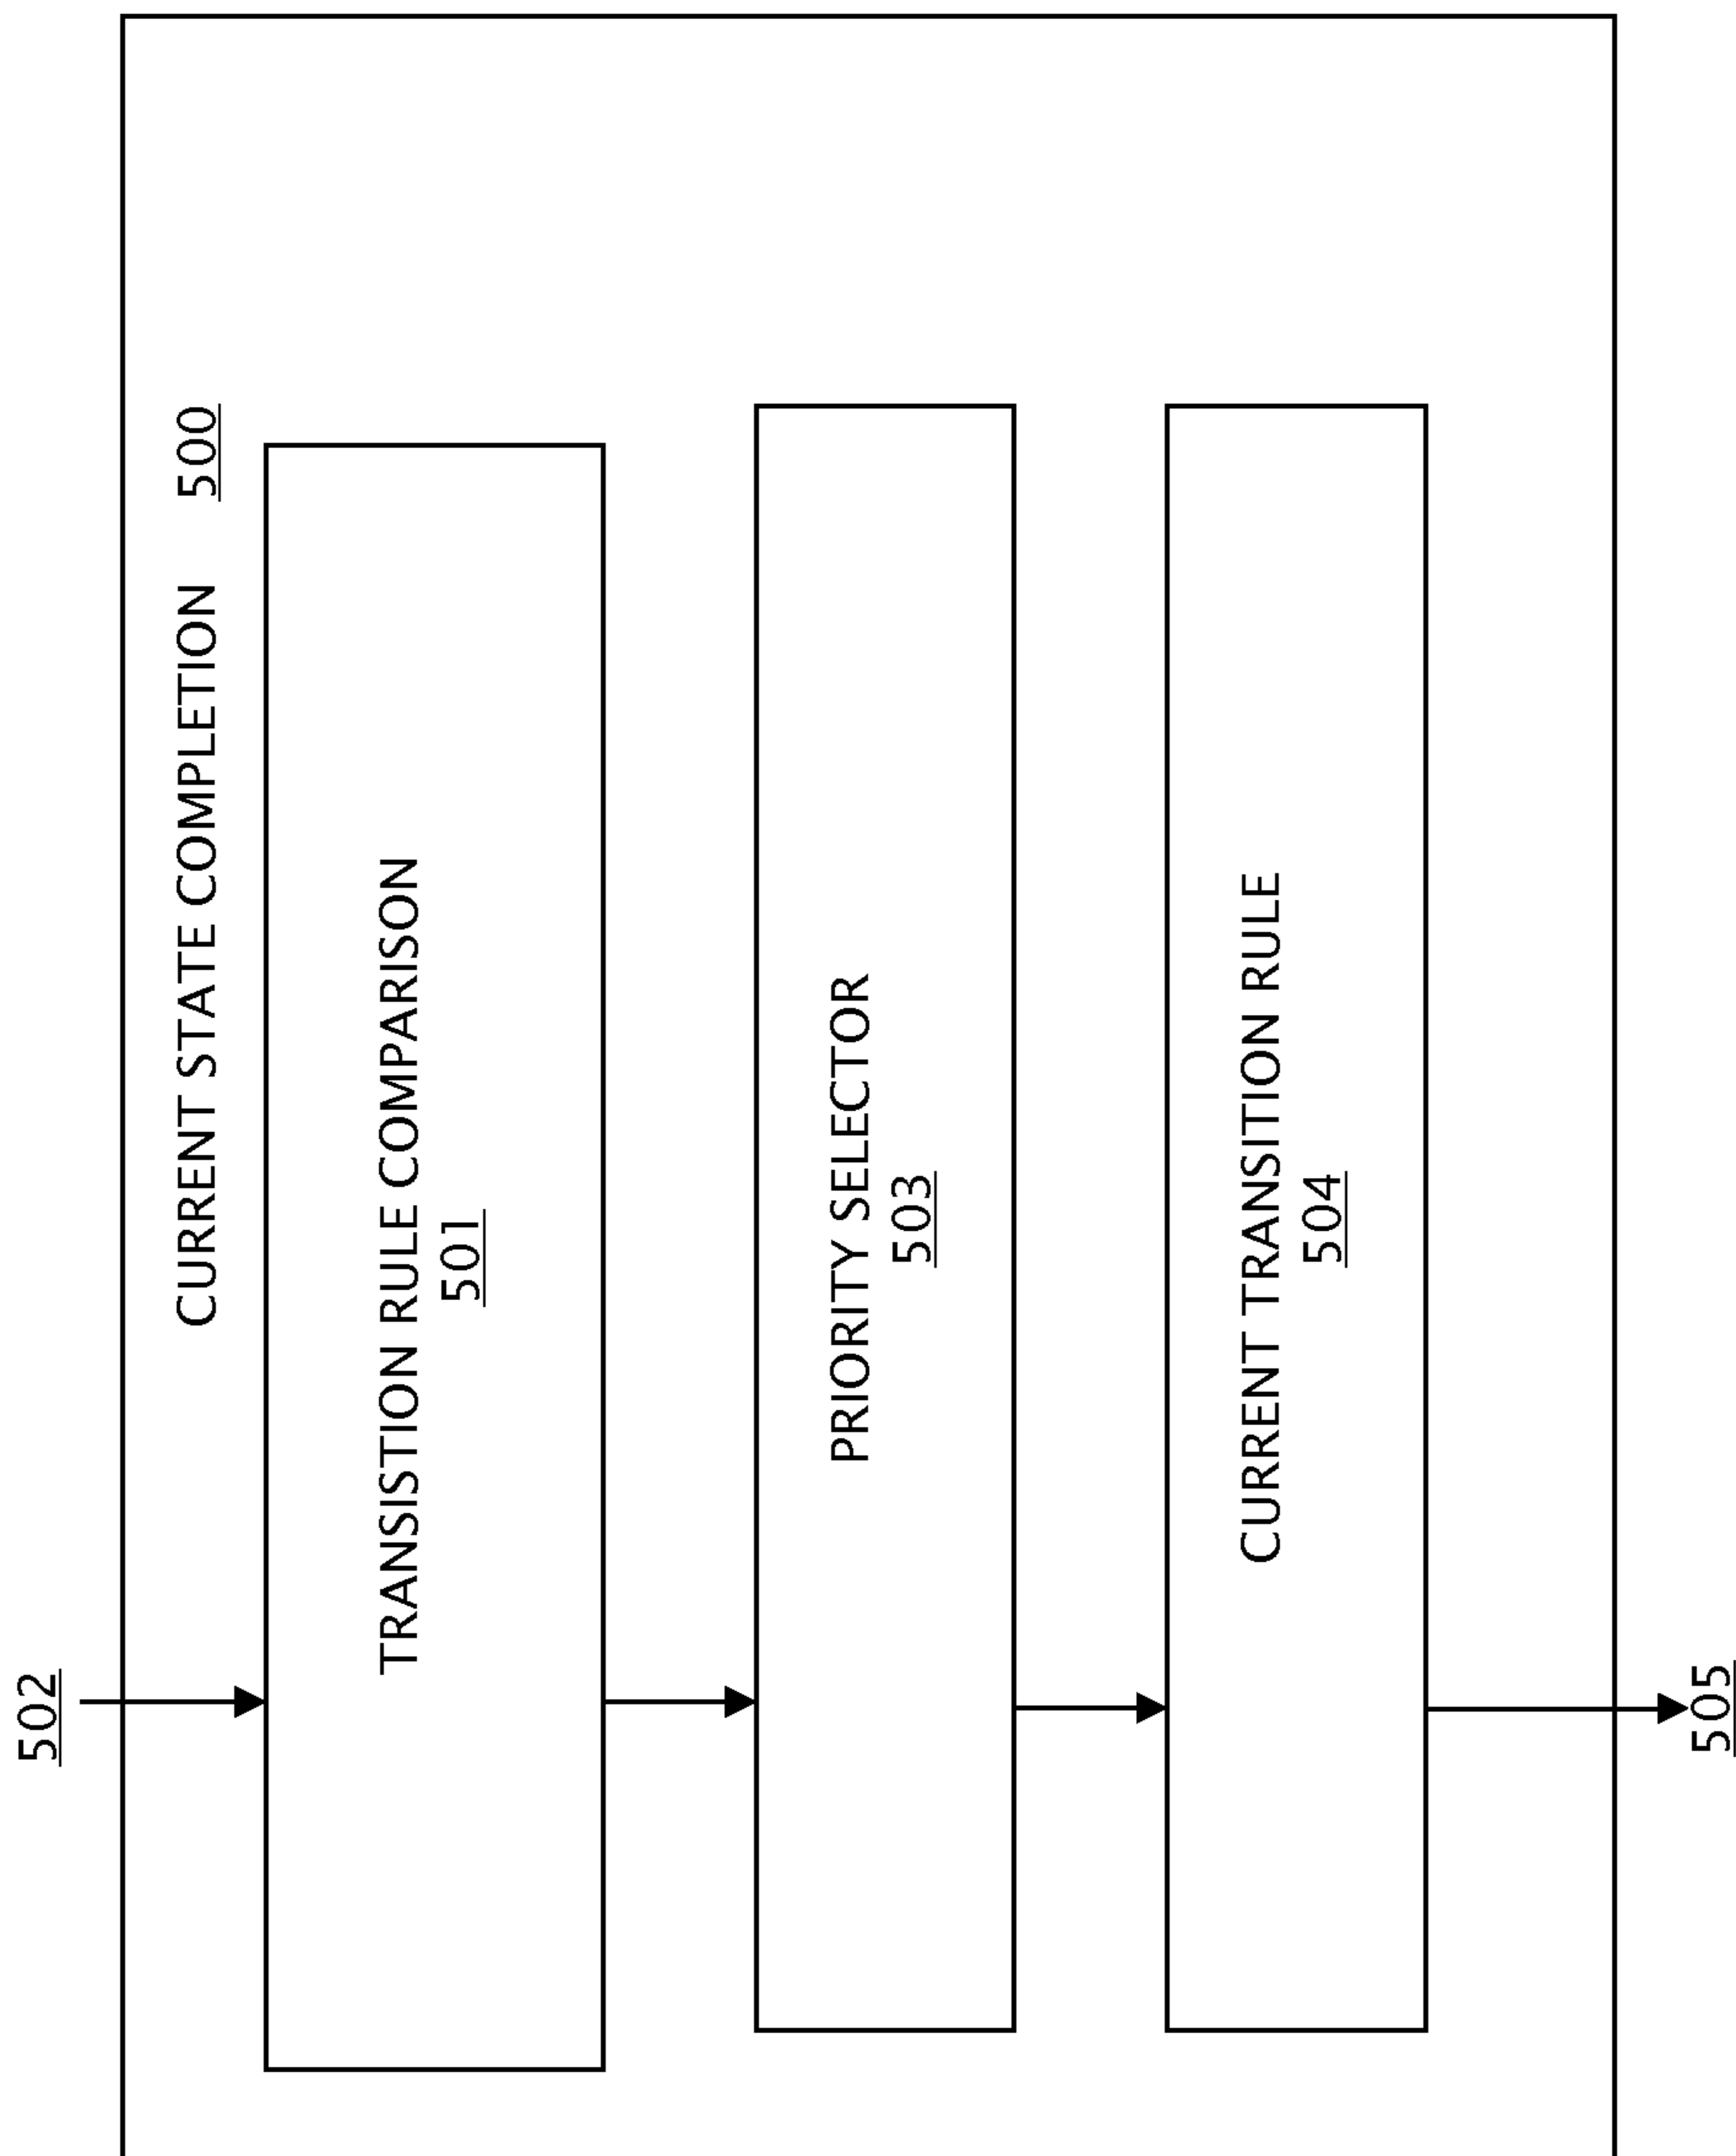 502
CURRENT STATE COMPLETION 500
TRANSISTION RULE COMPARISON
501
PRIORITY SELECTOR
503
CURRENT TRANSITION RULE
504
505